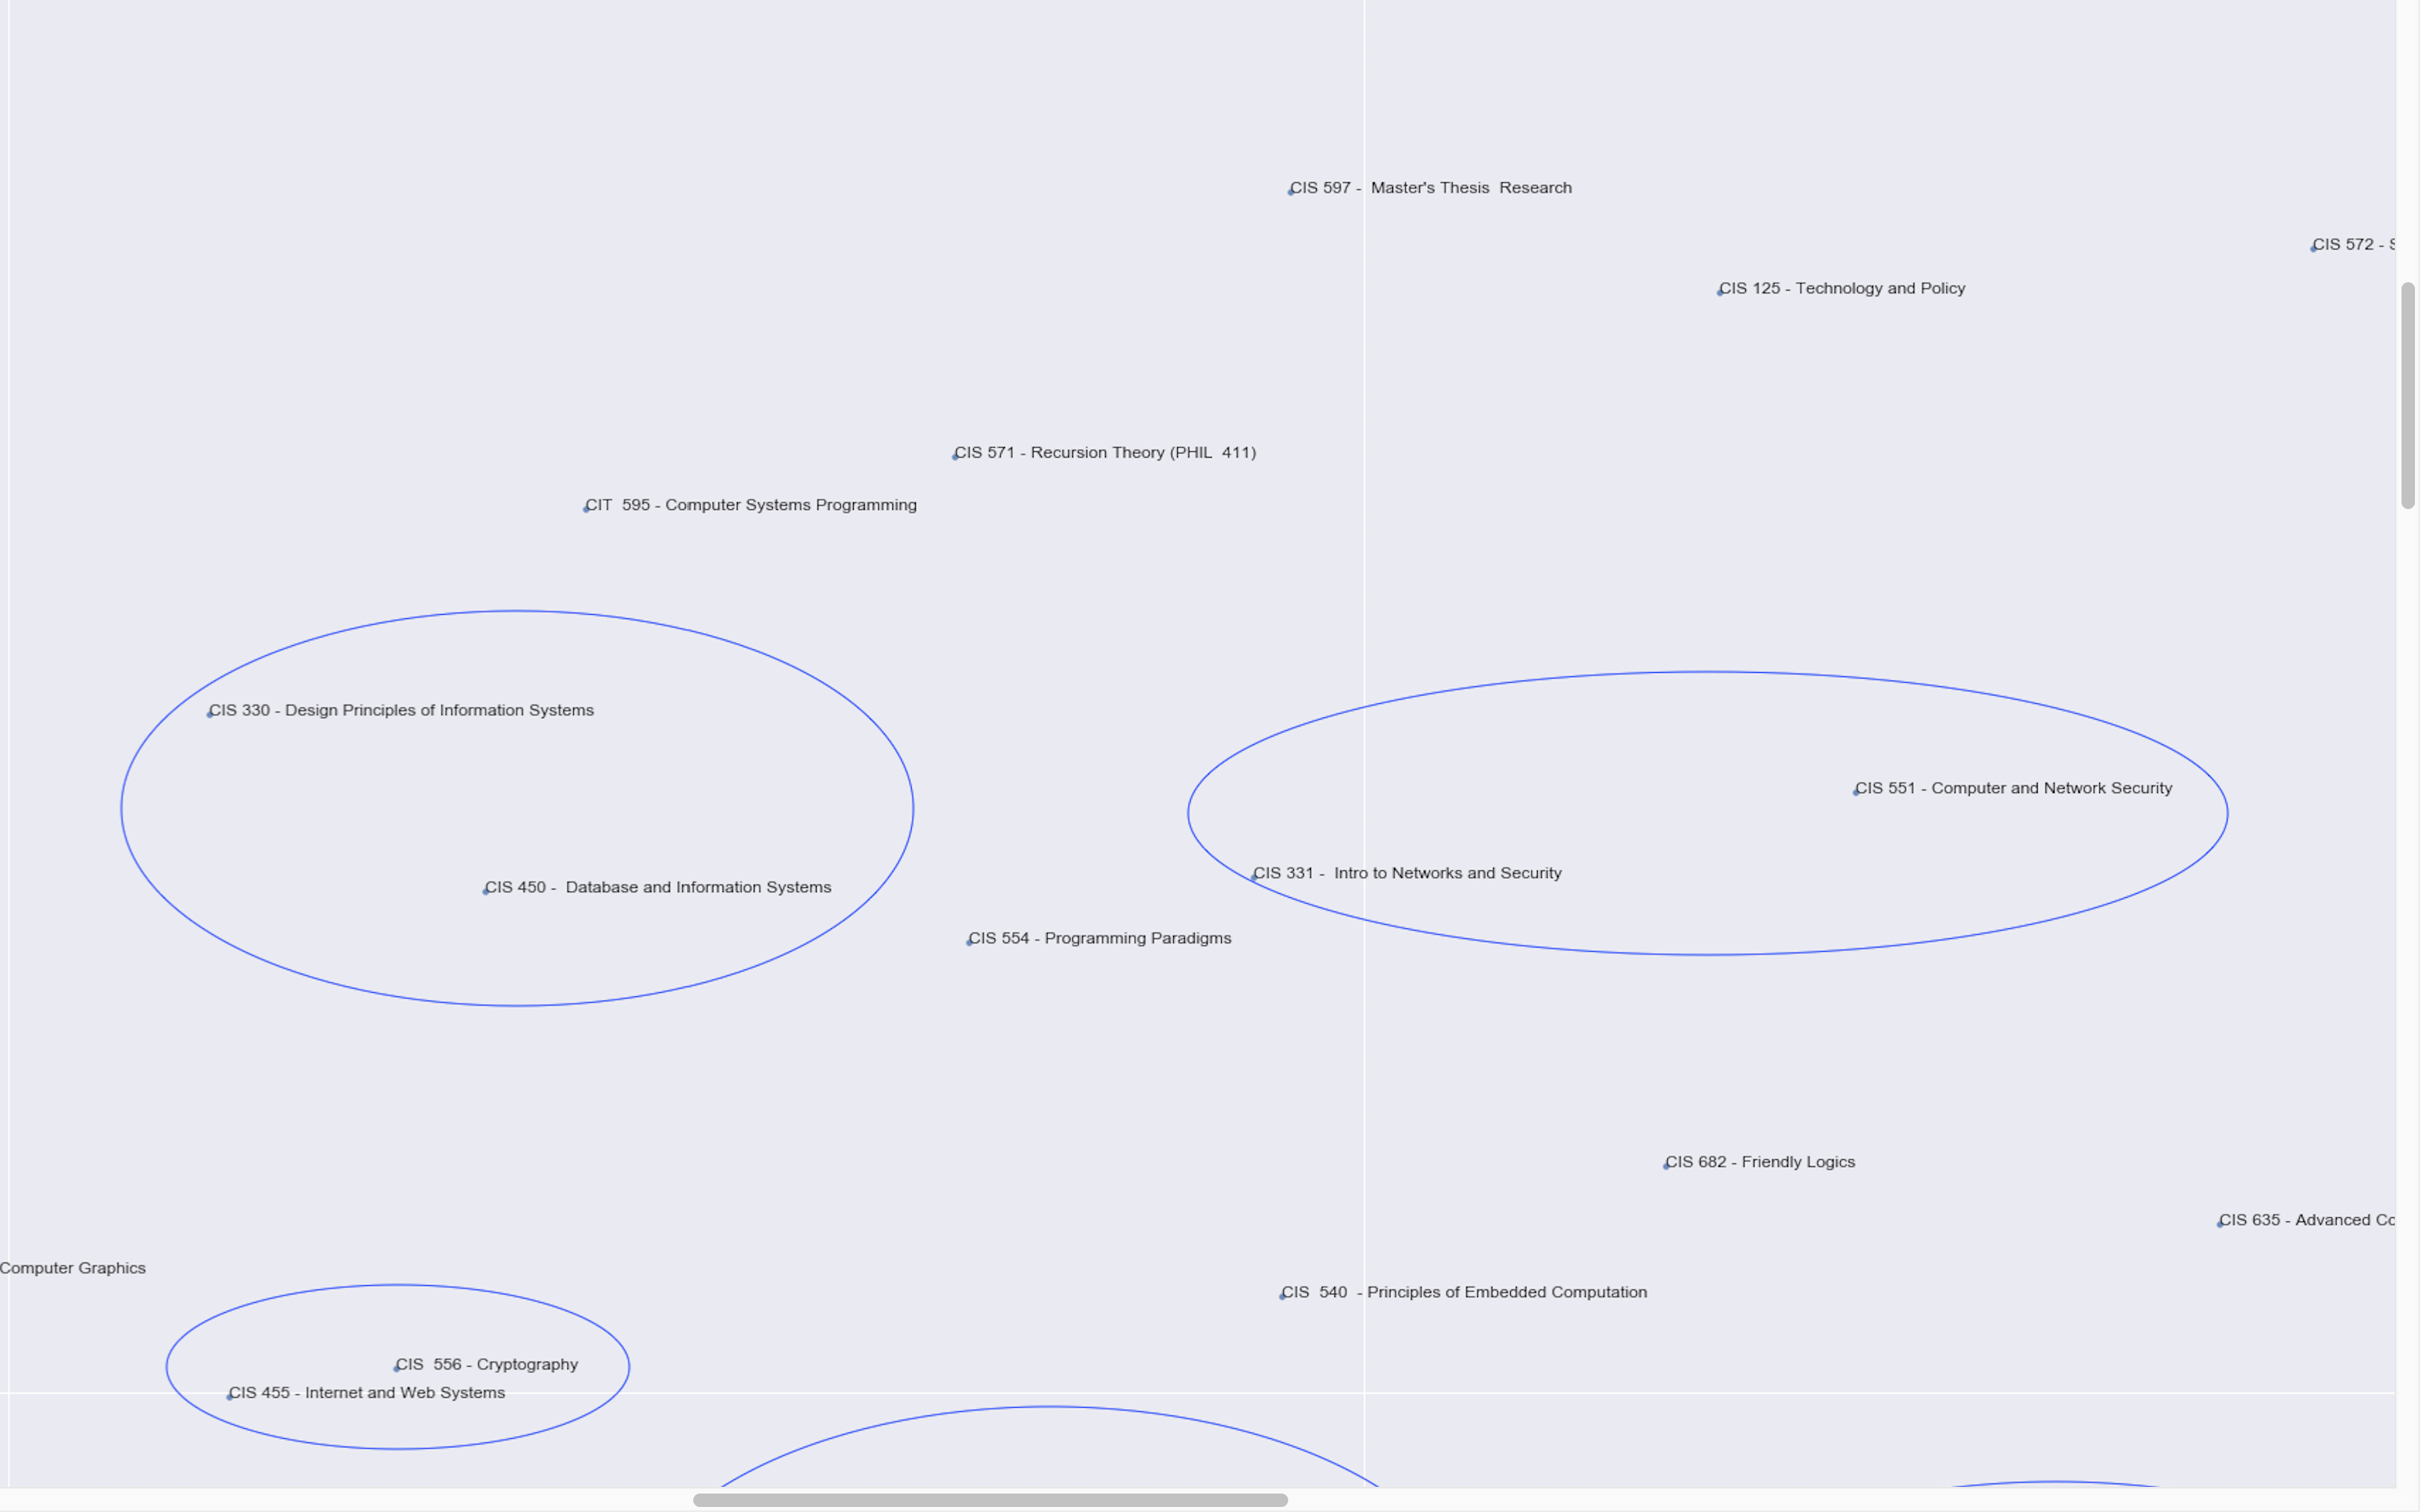 CIS 597 -  Master's Thesis  Research
CIS 572 -
CIS 125 - Technology and Policy
CIS 571 - Recursion Theory (PHIL  411)
CIT  595 - Computer Systems Programming
CIS 330 - Design Principles of Information Systems
CIS 551 - Computer and Network Security
CIS 331 -  Intro to Networks and Security
CIS 450 -  Database and Information Systems
CIS 554 - Programming Paradigms
CIS 682 - Friendly Logics
CIS 635 - Advanced
Computer Graphics
CIS  540  - Principles of Embedded Computation
CIS  556 - Cryptography
CIS 455 - Internet and Web Systems